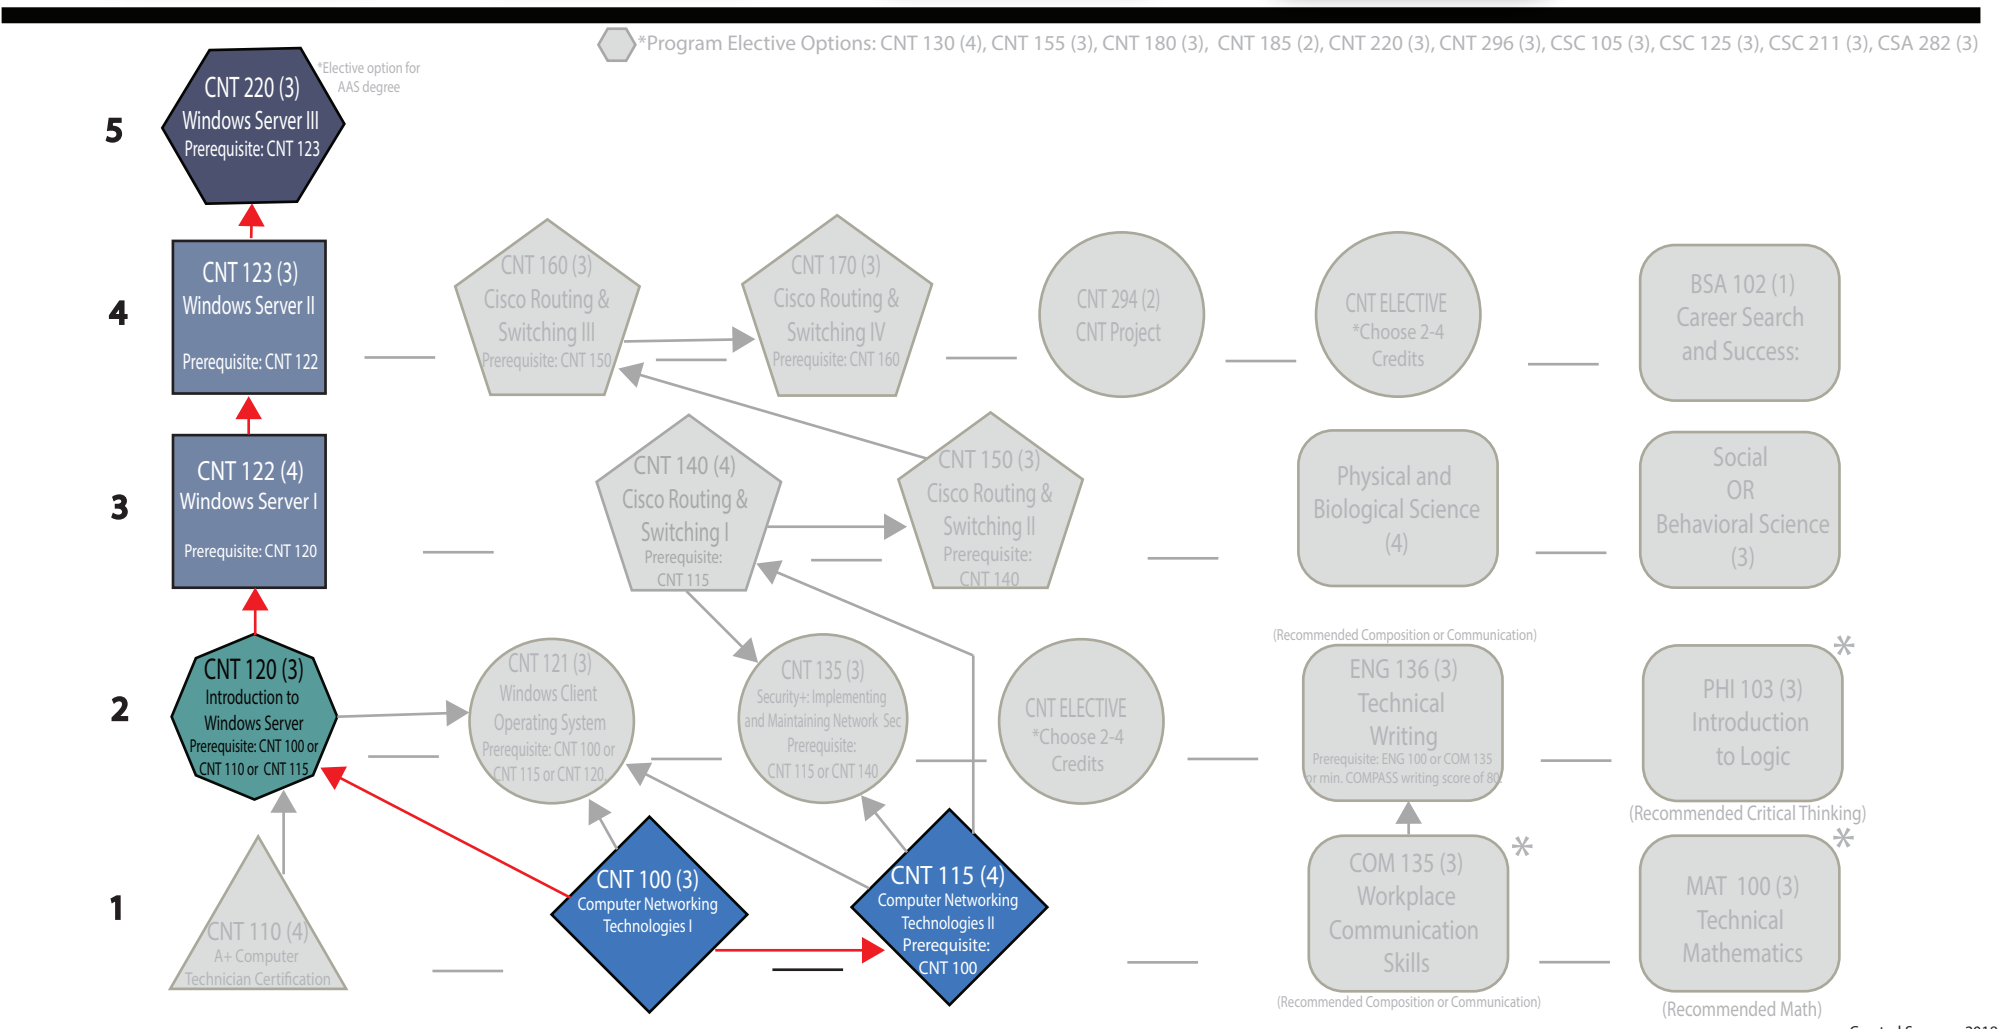 *Program Elective Options: CNT 130 (4), CNT 155 (3), CNT 180 (3), CNT 185 (2), CNT 220 (3), CNT 296 (3), CSC 105 (3), CSC 125 (3), CSC 211 (3), CSA 282 (3)
5
CNT 220 (3)
Windows Server III
Prerequisite: CNT 123
*Elective option for
AAS degree
4
CNT 123 (3)
Windows Server II
Prerequisite: CNT 122
CNT 160 (3)
Cisco Routing &
Switching III
Prerequisite: CNT 150
CNT 170 (3)
Cisco Routing &
Switching IV
Prerequisite: CNT 160
CNT 294 (2)
CNT Project
CNT ELECTIVE
*Choose 2-4
Credits
BSA 102 (1)
Career Search
and Success:
3
CNT 122 (4)
Windows Server I
Prerequisite: CNT 120
CNT 140 (4)
Cisco Routing &
Switching I
Prerequisite:
CNT 115
CNT 150 (3)
Cisco Routing &
Switching II
Prerequisite:
CNT 140
Physical and
Biological Science
(4)
Social
OR
Behavioral Science
(3)
2
CNT 120 (3)
Introduction to
Windows Server
Prerequisite: CNT 100 or
CNT 110 or CNT 115
CNT 121 (3)
Windows Client
Operating System
Prerequisite: CNT 100 or
CNT 115 or CNT 120.
CNT 135 (3)
Security+: Implementing
and Maintaining Network Sec
Prerequisite:
CNT 115 or CNT 140
CNT ELECTIVE
*Choose 2-4
Credits
(Recommended Composition or Communication)
ENG 136 (3)
Technical
Writing
Prerequisite: ENG 100 or COM 135
or min. COMPASS writing score of 80.
*
PHI 103 (3)
Introduction
to Logic
(Recommended Critical Thinking)
1
CNT 110 (4)
A+ Computer
Technician Certification
CNT 100 (3)
Computer Networking
Technologies I
CNT 115 (4)
Computer Networking
Technologies II
Prerequisite:
CNT 100
*
COM 135 (3)
Workplace
Communication
Skills
(Recommended Composition or Communication)
*
MAT 100 (3)
Technical
Mathematics
(Recommended Math)